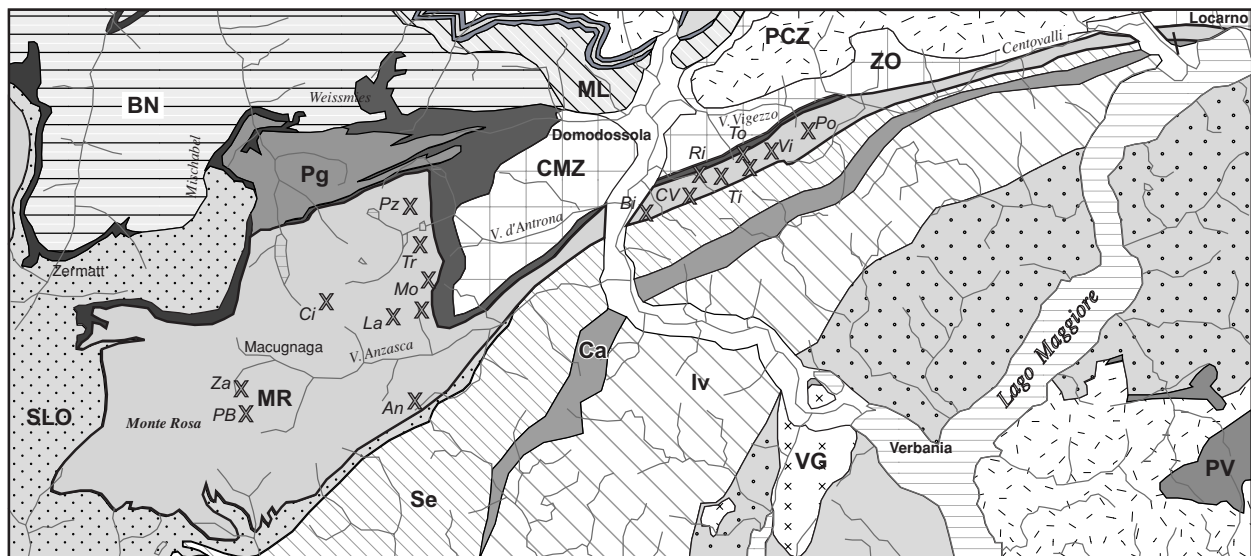 Locarno
PCZ
Centovalli
ZO
ML
BN
Weissmies
V. Vigezzo
Domodossola
To
Po
Vi
Mischabel
Ri
CMZ
Pg
CV
Ti
Pz
Bi
V. d'Antrona
Tr
Zermatt
Mo
Ci
La
Lago Maggiore
Macugnaga
V. Anzasca
Ca
Iv
Za
MR
An
PB
SLO
Monte Rosa
Verbania
VG
PV
Se